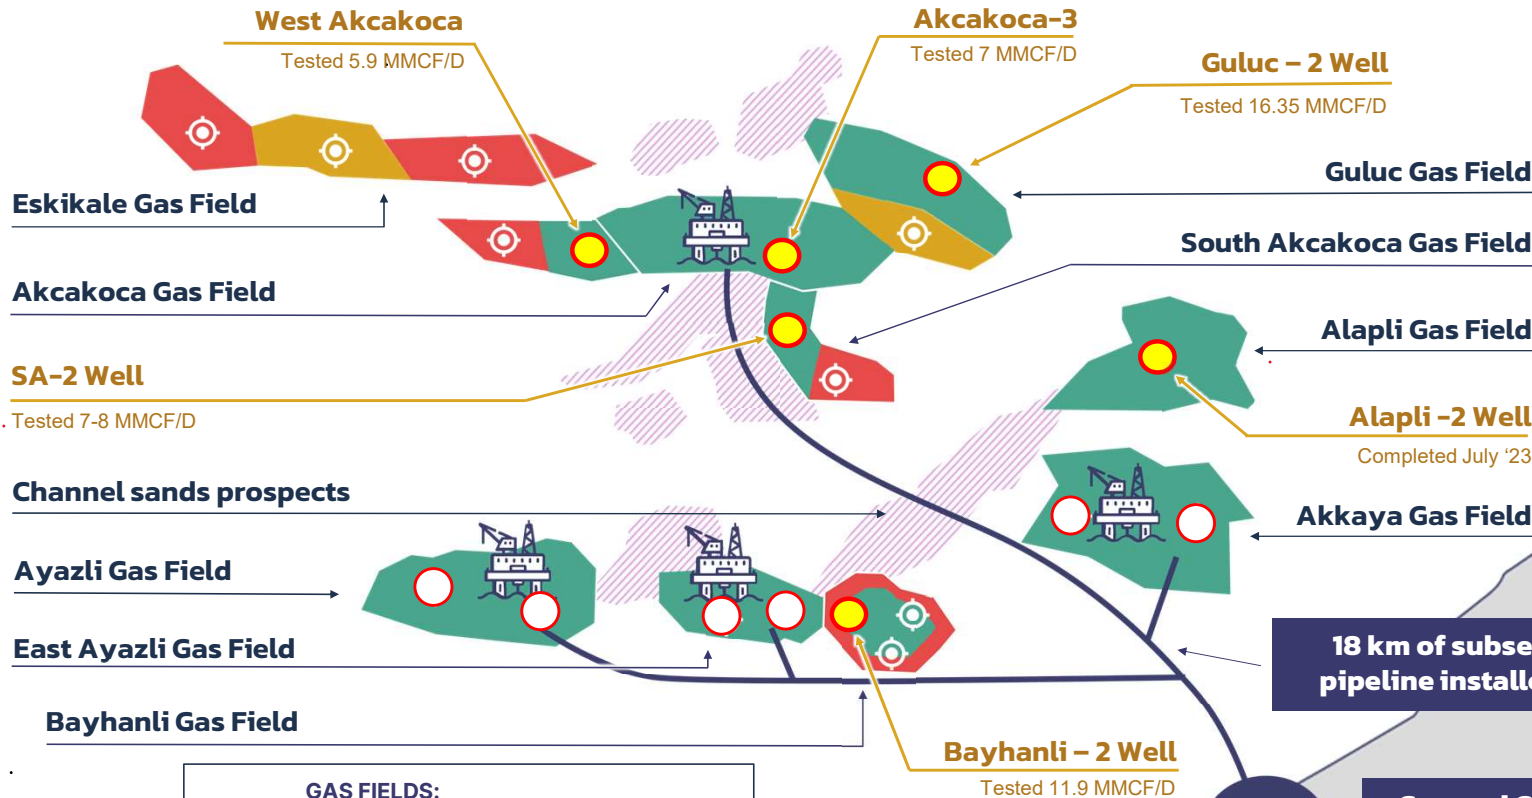 West Akcakoca
Tested 5.9 MMCF/D
Akcakoca-3
Tested 7 MMCF/D
Guluc – 2 Well
Tested 16.35 MMCF/D
Guluc Gas Field
Eskikale Gas Field
South Akcakoca Gas Field
Akcakoca Gas Field
Alapli Gas Field
SA-2 Well
Tested 7-8 MMCF/D
Alapli -2 Well
Completed July ‘23
Channel sands prospects
Akkaya Gas Field
Ayazli Gas Field
East Ayazli Gas Field
18 km of subse
pipeline install
Bayhanli Gas Field
Bayhanli – 2 Well
Tested 11.9 MMCF/D
GAS FIELDS: